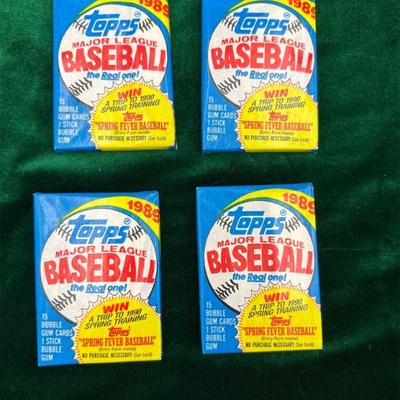 1989
topps®
MAJOR LEAGUE
BASEBALL
the Real one!
15
BUBBLE
GUM CARDS
1 STICK
BUBBLE
GUM
WIN
A TRIP TO 1990
SPRING TRAINING
Topps
"SPRING FEVER BASEBALL"
(Entry Form Inside)
NO PURCHASE NECESSARY (See back)
1989
topps®
MAJOR LEAGUE
BASEBALL
the Real one!
15
BUBBLE
GUM CARDS
1 STICK
BUBBLE
GUM
WIN
A TRIP TO 1990
SPRING TRAINING
Topps
"SPRING FEVER BASEBALL"
(Entry Form Inside)
NO PURCHASE NECESSARY (See back)
1989
topps®
MAJOR LEAGUE
BASEBALL
the Real one!
15
BUBBLE
GUM CARDS
1 STICK
BUBBLE
GUM
WIN
A TRIP TO 1990
SPRING TRAINING
Topps
"SPRING FEVER BASEBALL"
(Entry Form Inside)
NO PURCHASE NECESSARY (See back)
1989
topps®
MAJOR LEAGUE
BASEBALL
the Real one!
15
BUBBLE
GUM CARDS
1 STICK
BUBBLE
GUM
WIN
A TRIP TO 1990
SPRING TRAINING
Topps
"SPRING FEVER BASEBALL"
(Entry Form Inside)
NO PURCHASE NECESSARY (See back)